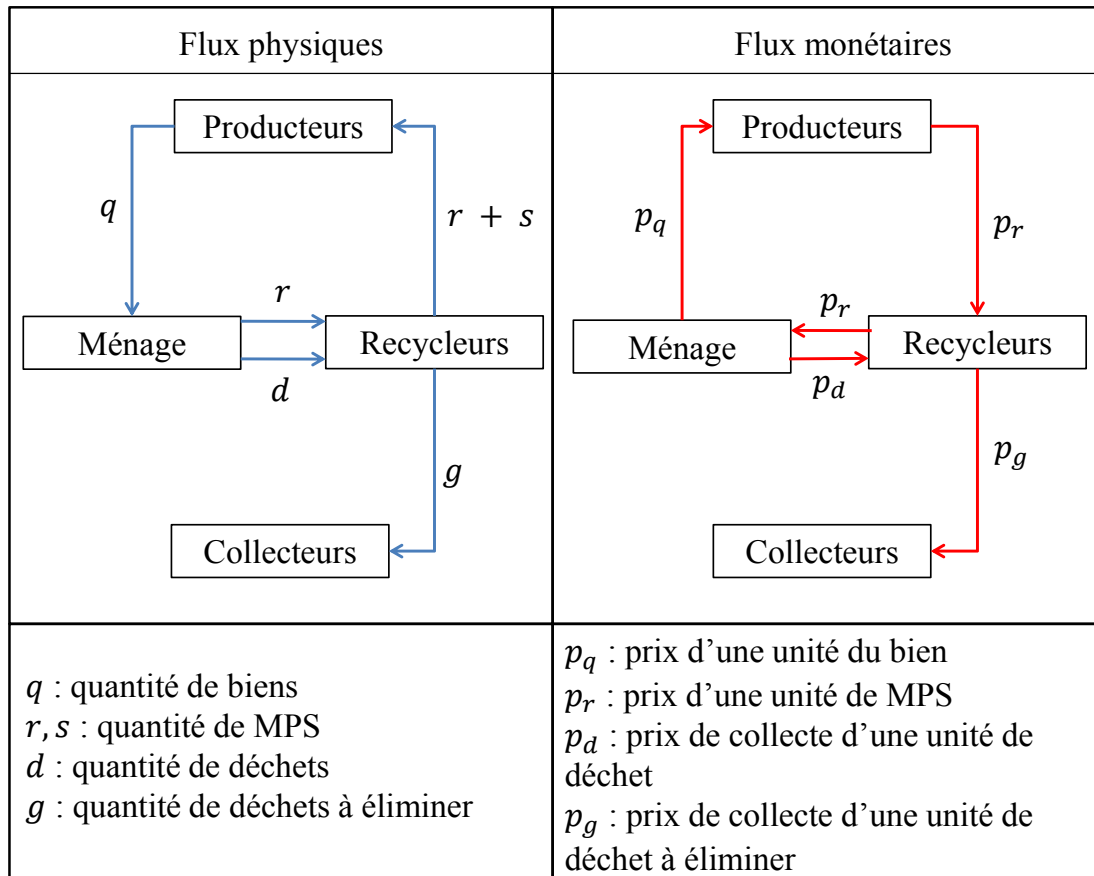 Flux physiques
Flux monétaires
Producteurs
q
r + s
r
Ménage
Recycleurs
d
g
Collecteurs
Producteurs
p_q
p_r
p_r
Ménage
Recycleurs
p_d
p_g
Collecteurs
q : quantité de biens
r, s : quantité de MPS
d : quantité de déchets
g : quantité de déchets à éliminer
p_q : prix d’une unité du bien
p_r : prix d’une unité de MPS
p_d : prix de collecte d’une unité de
déchet
p_g : prix de collecte d’une unité de
déchet à éliminer